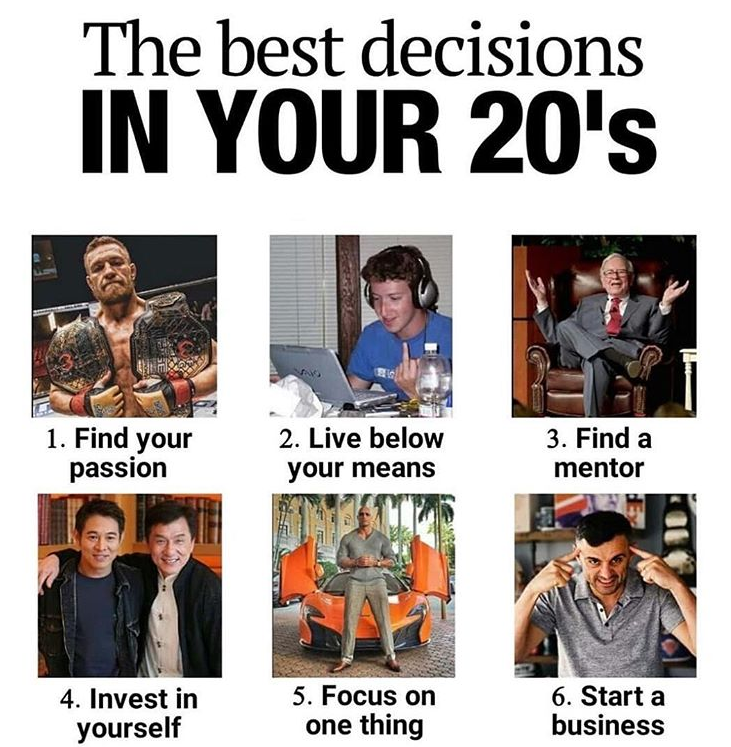 The best decisions
IN YOUR 20's
VAIO
1. Find your
passion
2. Live below
your means
3. Find a
mentor
4. Invest in
yourself
5. Focus on
one thing
6. Start a
business